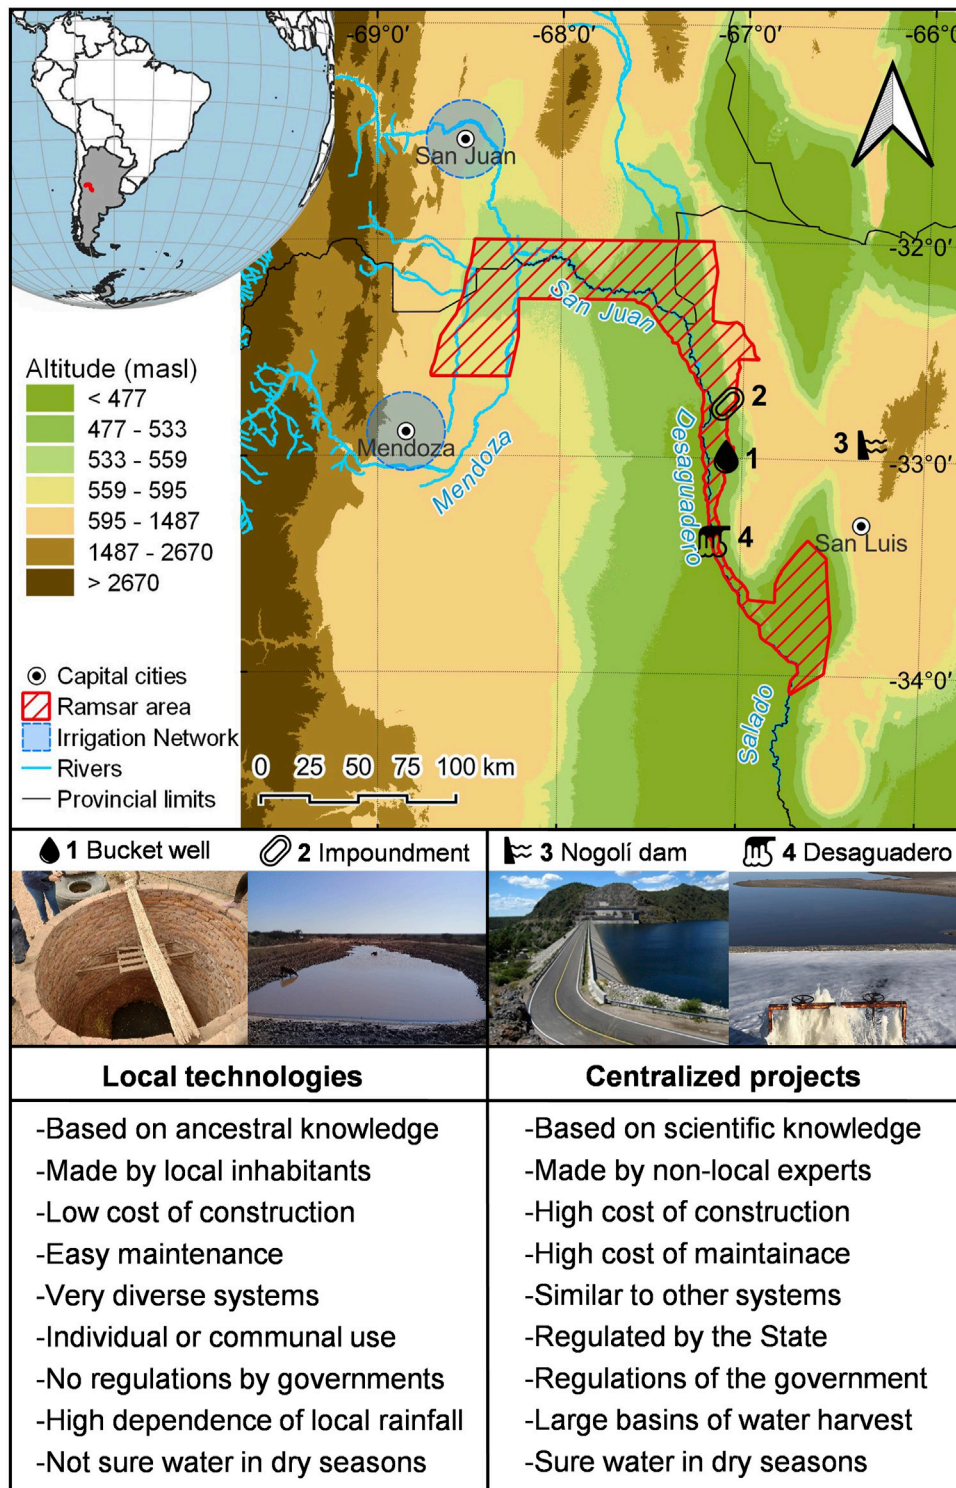 -69°0' -68°0' -67°0' -66°0'
San Juan
-32°0'
San Juan
Altitude (masl)
< 477
477 - 533
533 - 559
559 - 595
595 - 1487
1487 - 2670
> 2670
2
Mendoza
Mendoza
Desaguadero
3
1
-33°0'
4
San Luis
Capital cities
Ramsar area
Irrigation Network
Rivers
Provincial limits
-34°0'
Salado
0 25 50 75 100 km
1 Bucket well
2 Impoundment
3 Nogolí dam
4 Desaguadero
Local technologies
-Based on ancestral knowledge
-Made by local inhabitants
-Low cost of construction
-Easy maintenance
-Very diverse systems
-Individual or communal use
-No regulations by governments
-High dependence of local rainfall
-Not sure water in dry seasons
Centralized projects
-Based on scientific knowledge
-Made by non-local experts
-High cost of construction
-High cost of maintainace
-Similar to other systems
-Regulated by the State
-Regulations of the government
-Large basins of water harvest
-Sure water in dry seasons